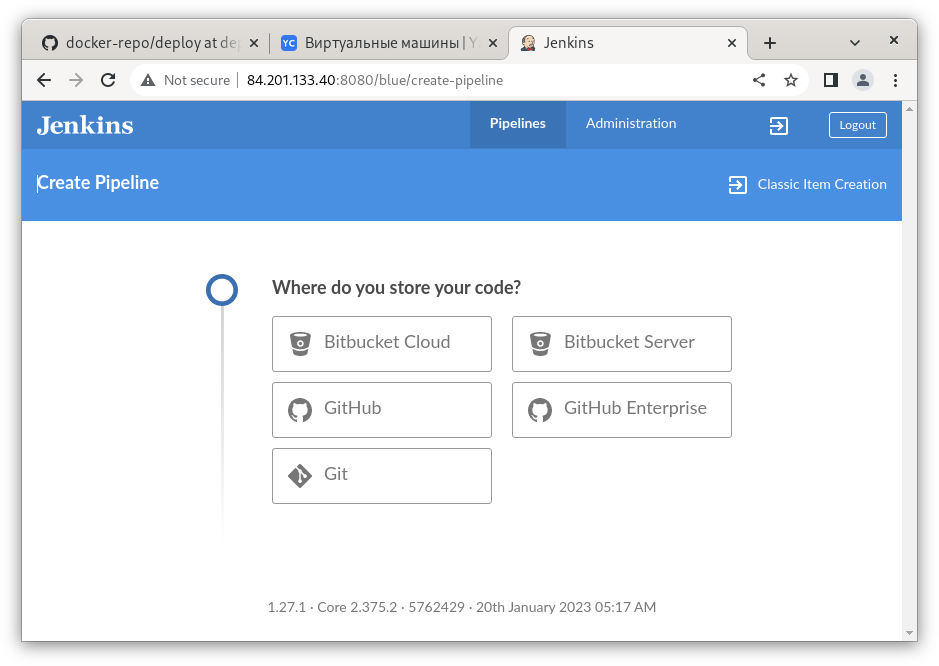 docker-repo/deploy at dep
YC Виртуальные машины | Y
Jenkins
Not secure 84.201.133.40:8080/blue/create-pipeline
Jenkins Pipelines Administration Logout
Create Pipeline Classic Item Creation
Where do you store your code?
Bitbucket Cloud Bitbucket Server
GitHub GitHub Enterprise
Git
1.27.1 · Core 2.375.2 · 5762429 · 20th January 2023 05:17 AM